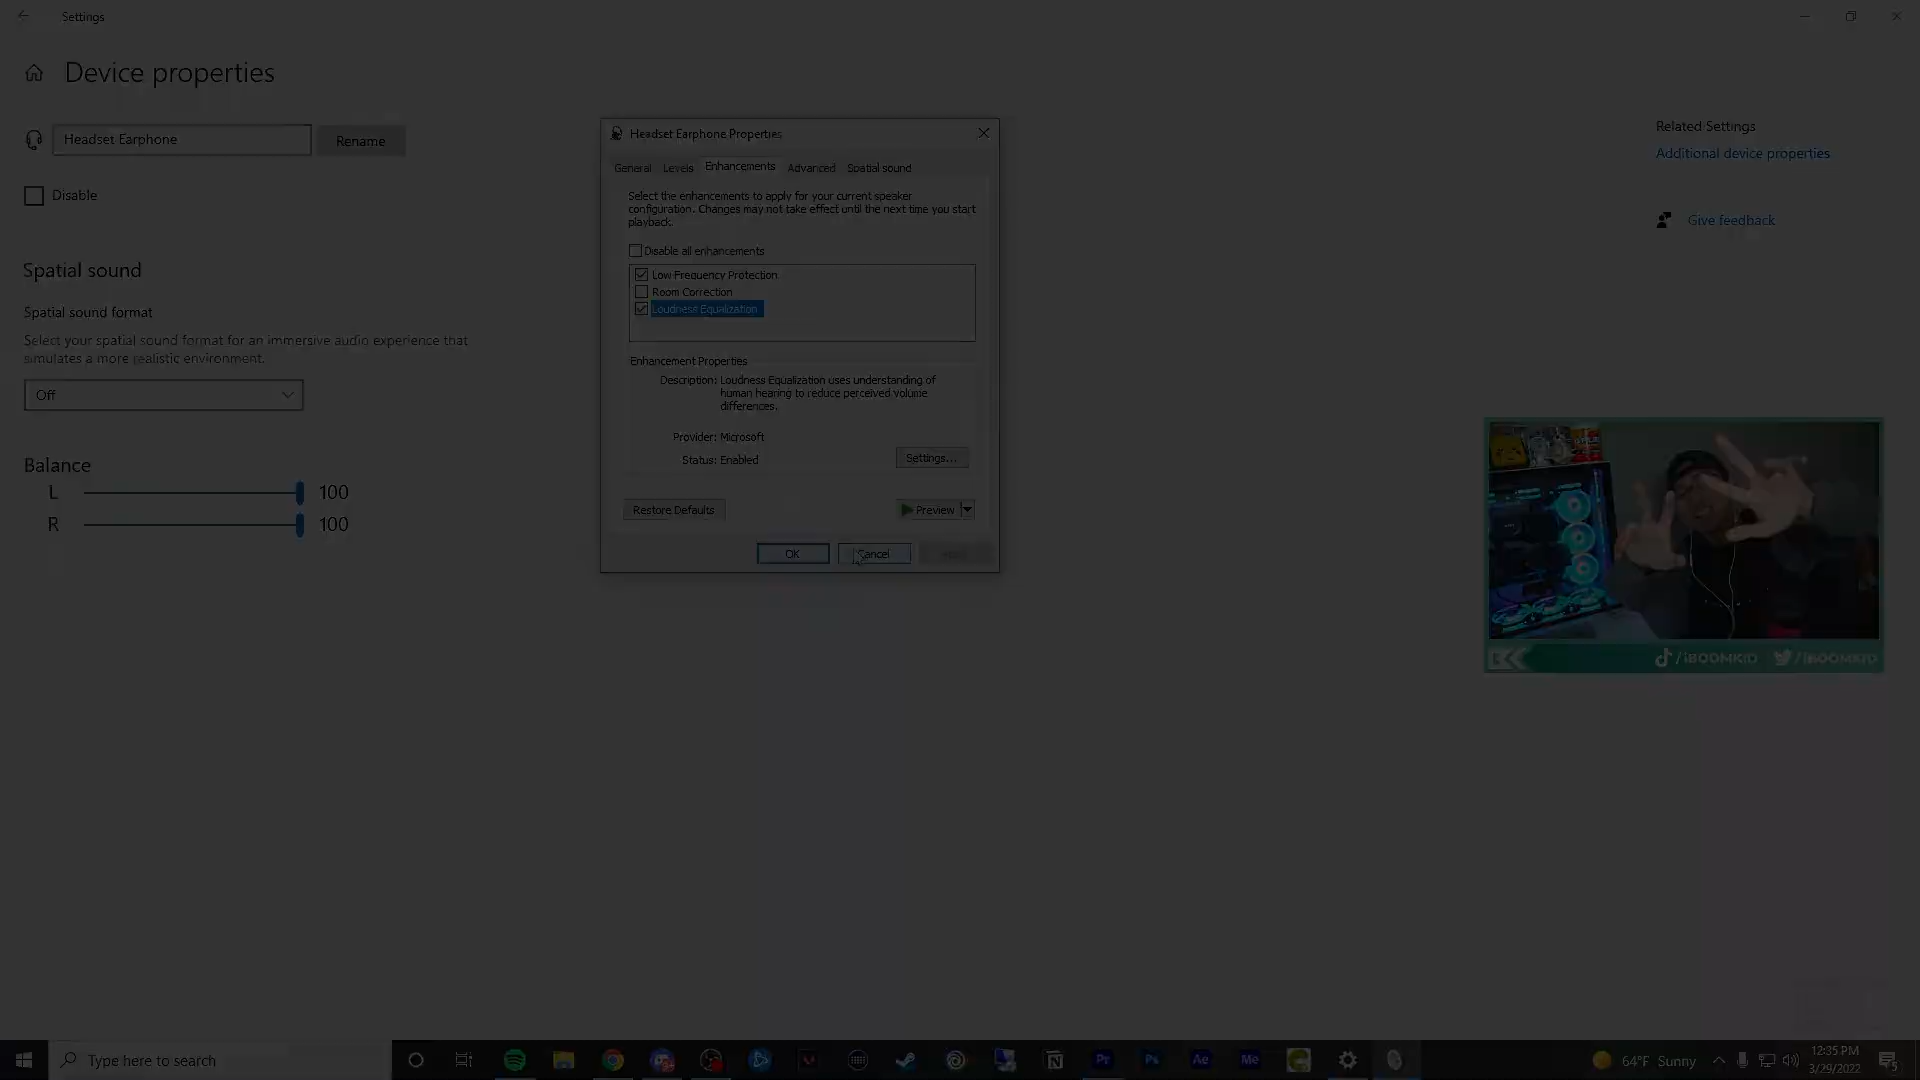 Settings
Device properties
Headset Earphone
Rename
Disable
Spatial sound
Spatial sound format
Select your spatial sound format for an immersive audio experience that
simulates a more realistic environment.
Off
Balance
L 100
R 100
Headset Earphone Properties
General Levels Enhancements Advanced Spatial sound
Select the enhancements to apply for your current speaker
configuration. Changes may not take effect until the next time you start
playback.
Disable all enhancements
Low Frequency Protection
Room Correction
Loudness Equalization
Enhancement Properties
Description: Loudness Equalization uses understanding of
human hearing to reduce perceived volume
differences.
Provider: Microsoft
Status: Enabled
Settings...
Restore Defaults
Preview
OK
Cancel
Related Settings
Additional device properties
Give feedback
/iBOOMKID /iBOOMKID
Type here to search
Pr
Ps
Ae
Me
64°F Sunny
12:35 PM
3/29/2022